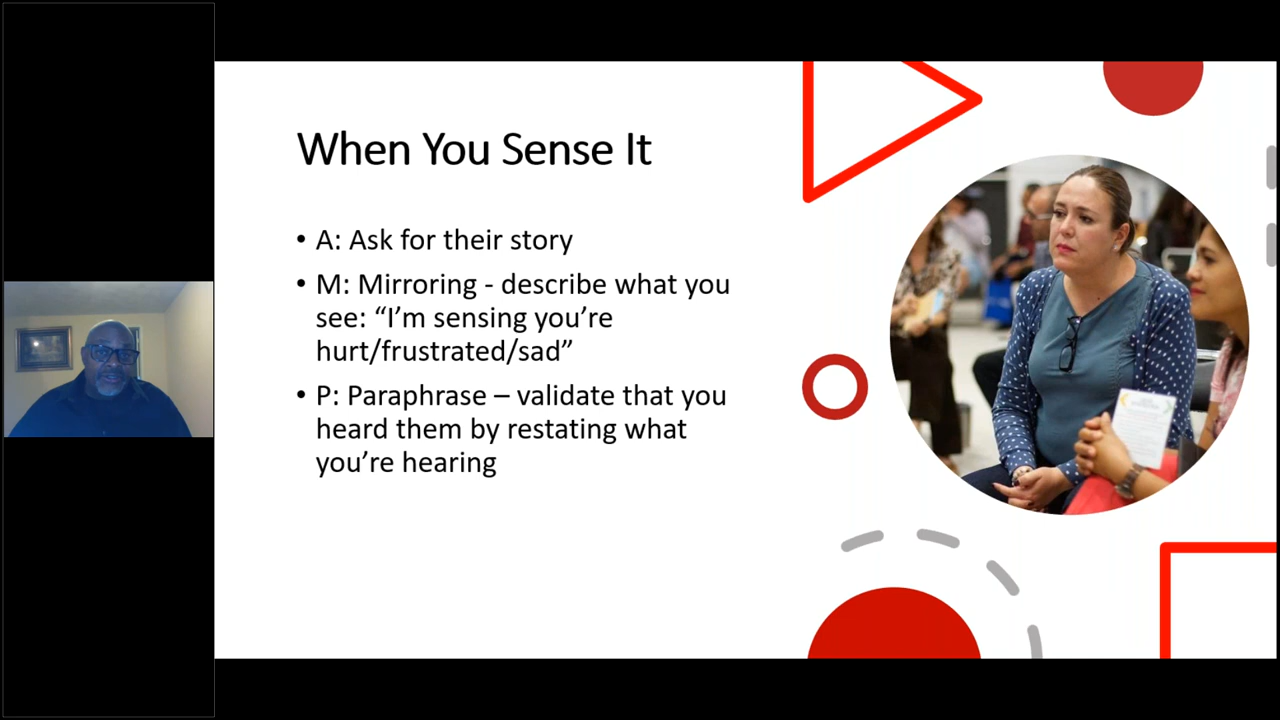 When You Sense It
• A: Ask for their story
• M: Mirroring - describe what you
see: “I’m sensing you’re
hurt/frustrated/sad”
• P: Paraphrase – validate that you
heard them by restating what
you’re hearing